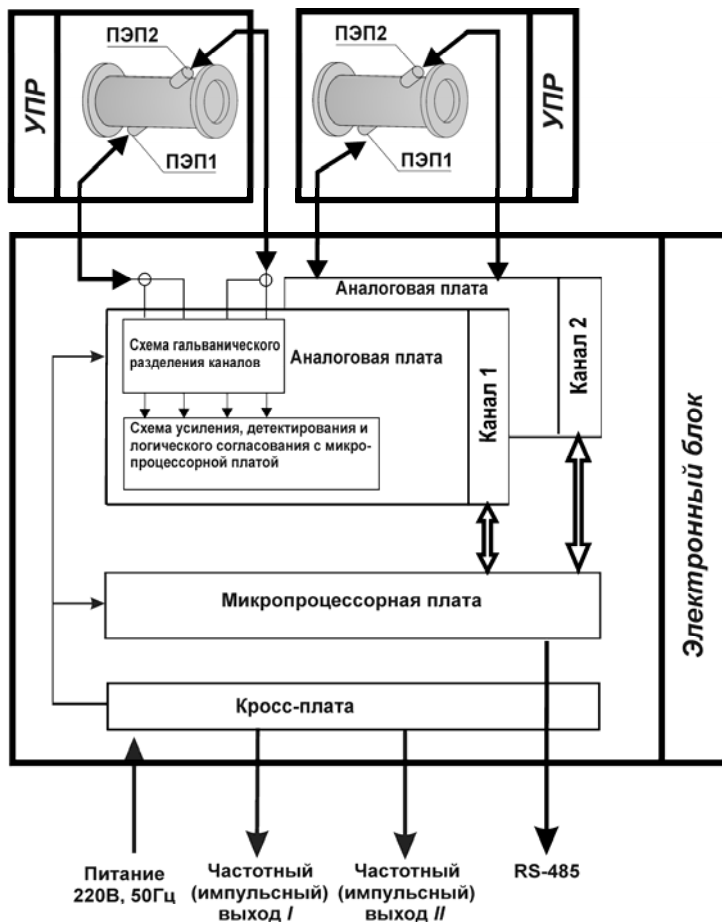 УПР
ПЭП2
ПЭП1
ПЭП2
ПЭП1
УПР
Аналоговая плата
Канал 2
Схема гальванического
разделения каналов
Аналоговая плата
Канал 1
Схема усиления, детектирования и
логического согласования с микро-
процессорной платой
Электронный блок
Микропроцессорная плата
Кросс-плата
Питание
220В, 50Гц
Частотный
(импульсный)
выход I
Частотный
(импульсный)
выход II
RS-485